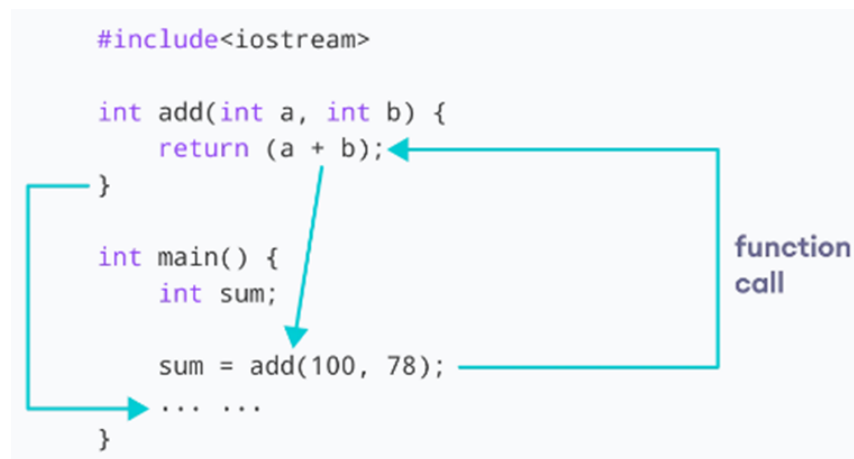 #include<iostream>
int add(int a, int b) {
return (a + b);
}
int main() {
int sum;
sum = add(100, 78);
... ...
}
function
call